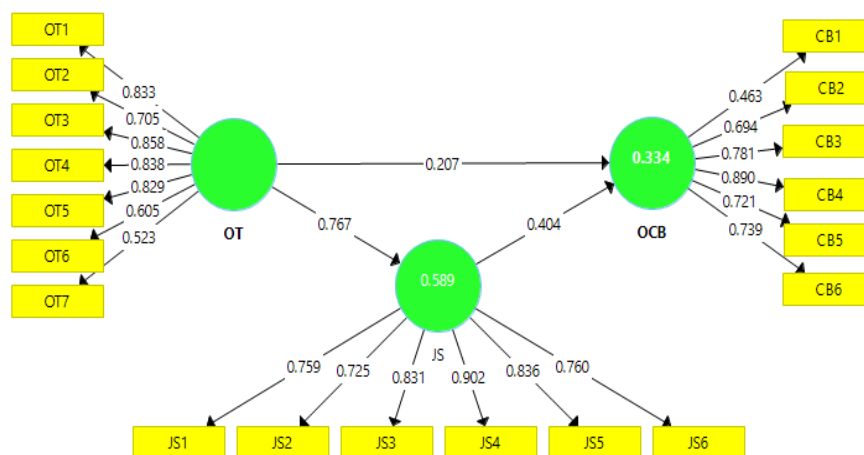 OT1
OT2
OT3
OT4
OT5
OT6
OT7
0.833
0.705
0.858
0.838
0.829
0.605
0.523
OT
0.207
0.767
0.404
0.334
OCB
0.463
0.694
0.781
0.890
0.721
0.739
CB1
CB2
CB3
CB4
CB5
CB6
0.589
JS
0.759
0.725
0.831
0.902
0.836
0.760
JS1
JS2
JS3
JS4
JS5
JS6